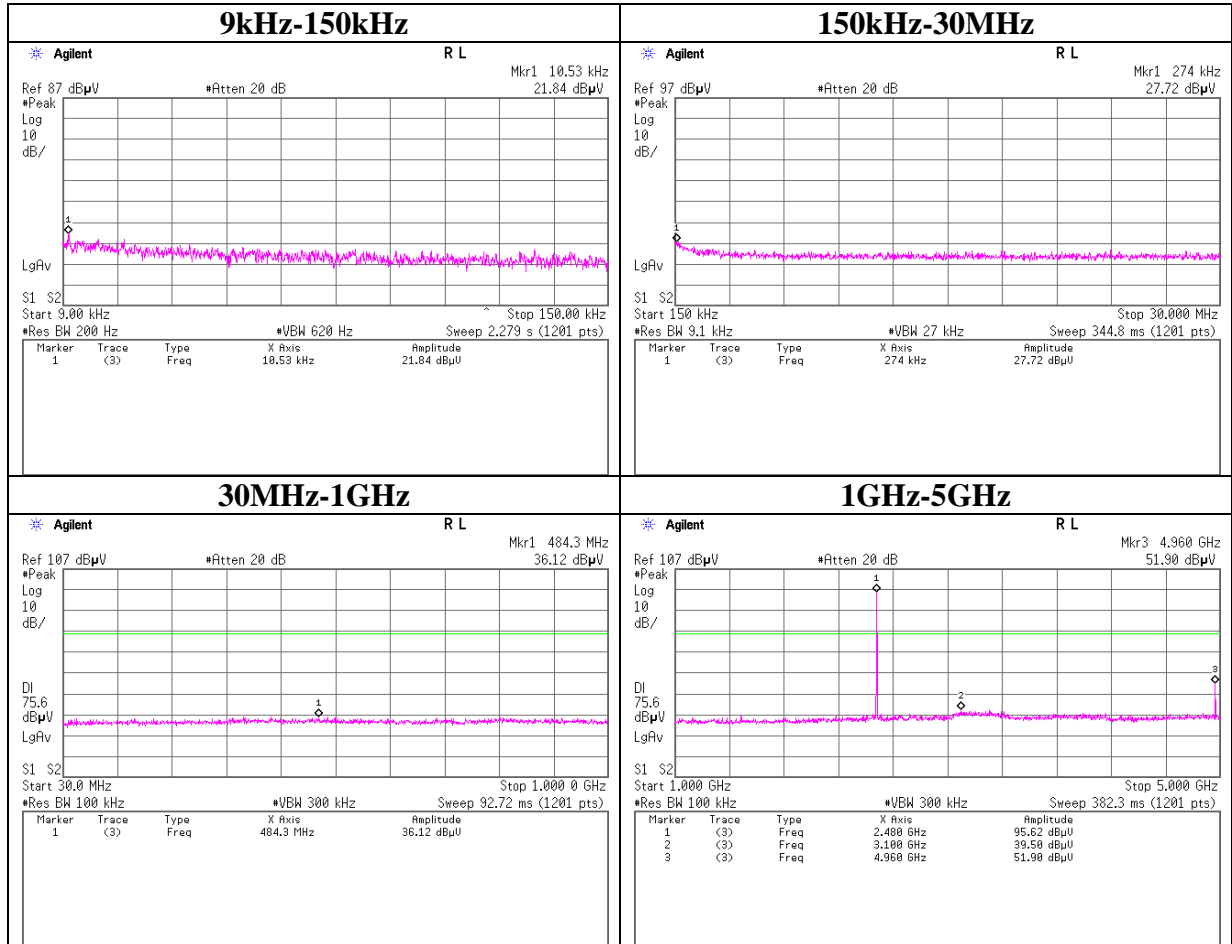 9kHz-150kHz
Agilent R L
Mkr1 10.53 kHz
Ref 87 dBµV #Atten 20 dB 21.84 dBµV
#Peak
Log
10
dB/
1
LgAv
S1 S2
Start 9.00 kHz ^ Stop 150.00 kHz
#Res BW 200 Hz #VBW 620 Hz Sweep 2.279 s (1201 pts)
Marker Trace Type X Axis Amplitude
1 (3) Freq 10.53 kHz 21.84 dBµV
150kHz-30MHz
Agilent R L
Mkr1 274 kHz
Ref 97 dBµV #Atten 20 dB 27.72 dBµV
#Peak
Log
10
dB/
1
LgAv
S1 S2
Start 150 kHz Stop 30.000 MHz
#Res BW 9.1 kHz #VBW 27 kHz Sweep 344.8 ms (1201 pts)
Marker Trace Type X Axis Amplitude
1 (3) Freq 274 kHz 27.72 dBµV
30MHz-1GHz
Agilent R L
Mkr1 484.3 MHz
Ref 107 dBµV #Atten 20 dB 36.12 dBµV
#Peak
Log
10
dB/
1
DI
75.6
dBµV
LgAv
S1 S2
Start 30.0 MHz Stop 1.000 0 GHz
#Res BW 100 kHz #VBW 300 kHz Sweep 92.72 ms (1201 pts)
Marker Trace Type X Axis Amplitude
1 (3) Freq 484.3 MHz 36.12 dBµV
1GHz-5GHz
Agilent R L
Mkr3 4.960 GHz
Ref 107 dBµV #Atten 20 dB 51.90 dBµV
#Peak
Log
10
dB/
1
3
2
DI
75.6
dBµV
LgAv
S1 S2
Start 1.000 GHz Stop 5.000 GHz
#Res BW 100 kHz #VBW 300 kHz Sweep 382.3 ms (1201 pts)
Marker Trace Type X Axis Amplitude
1 (3) Freq 2.480 GHz 95.62 dBµV
2 (3) Freq 3.100 GHz 39.50 dBµV
3 (3) Freq 4.960 GHz 51.90 dBµV